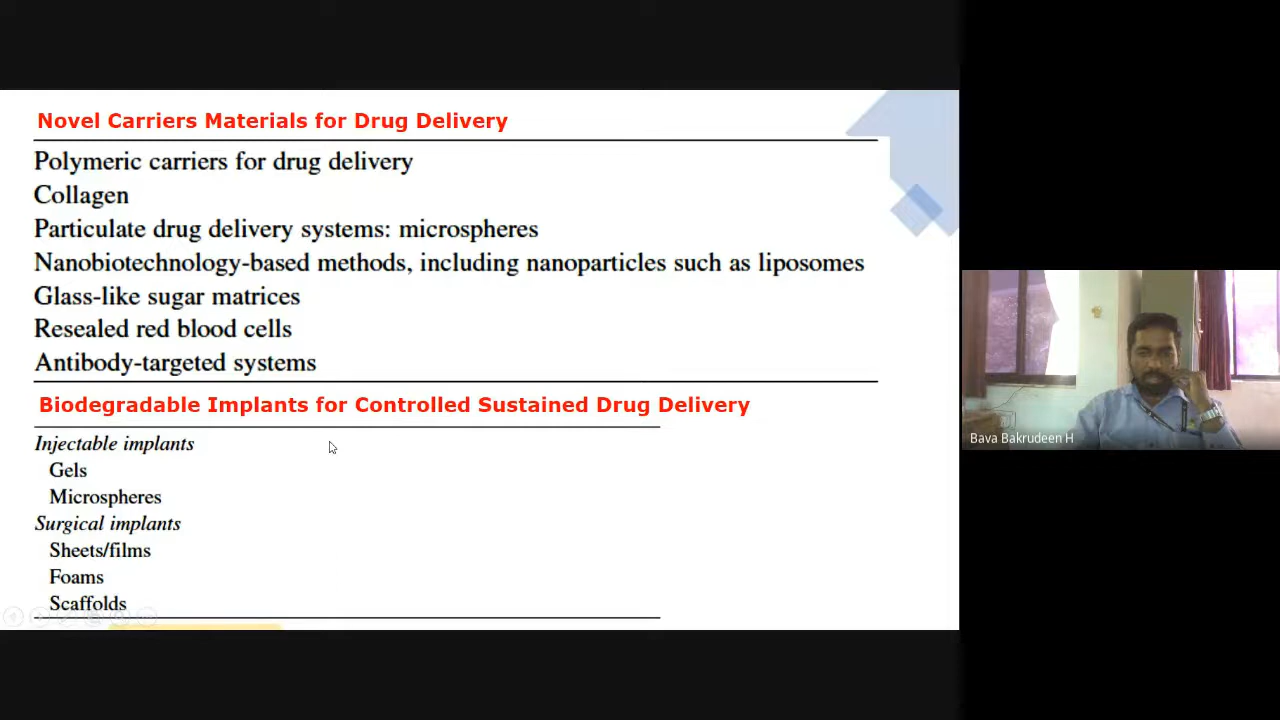 Novel Carriers Materials for Drug Delivery
Polymeric carriers for drug delivery
Collagen
Particulate drug delivery systems: microspheres
Nanobiotechnology-based methods, including nanoparticles such as liposomes
Glass-like sugar matrices
Resealed red blood cells
Antibody-targeted systems
Biodegradable Implants for Controlled Sustained Drug Delivery
Injectable implants
Gels
Microspheres
Surgical implants
Sheets/films
Foams
Scaffolds
Bava Bakrudeen H